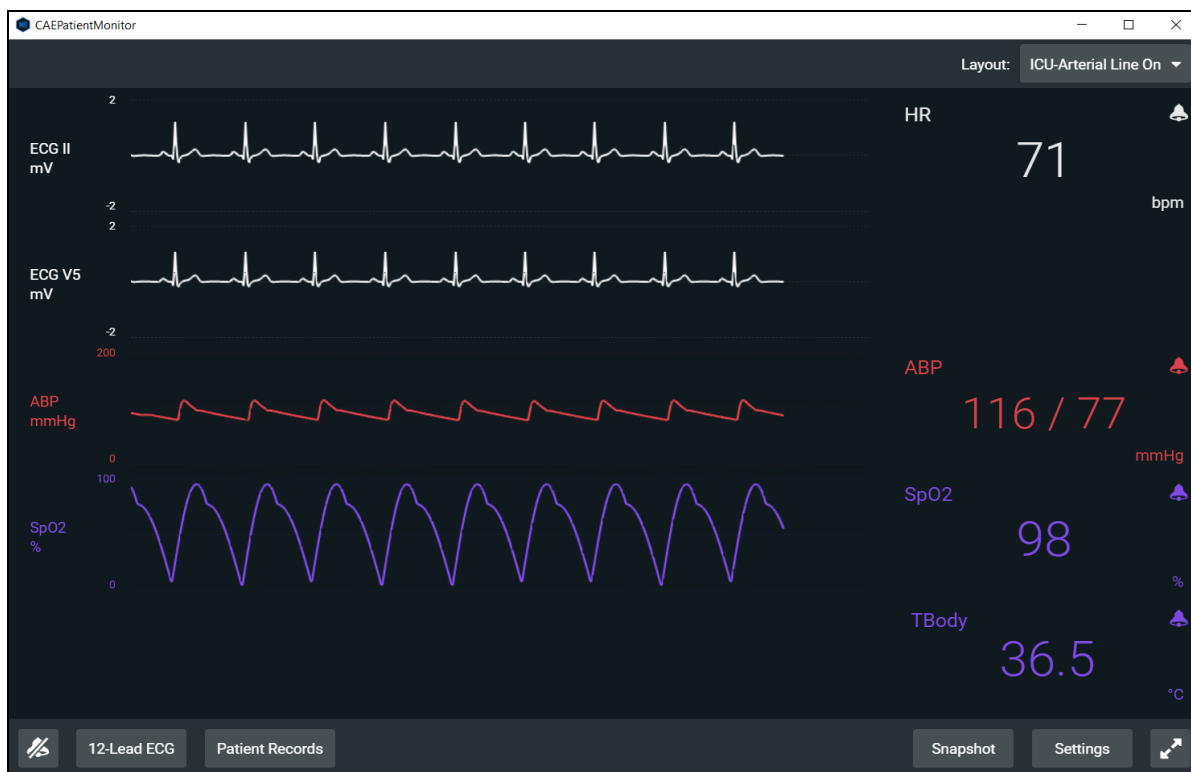 CAEPatientMonitor
Layout: ICU-Arterial Line On
2
ECG II
mV
-2
HR
71
bpm
2
ECG V5
mV
-2
200
ABP
mmHg
0
ABP
116 / 77
mmHg
100
SpO2
%
0
SpO2
98
%
TBody
36.5
°C
12-Lead ECG
Patient Records
Snapshot
Settings